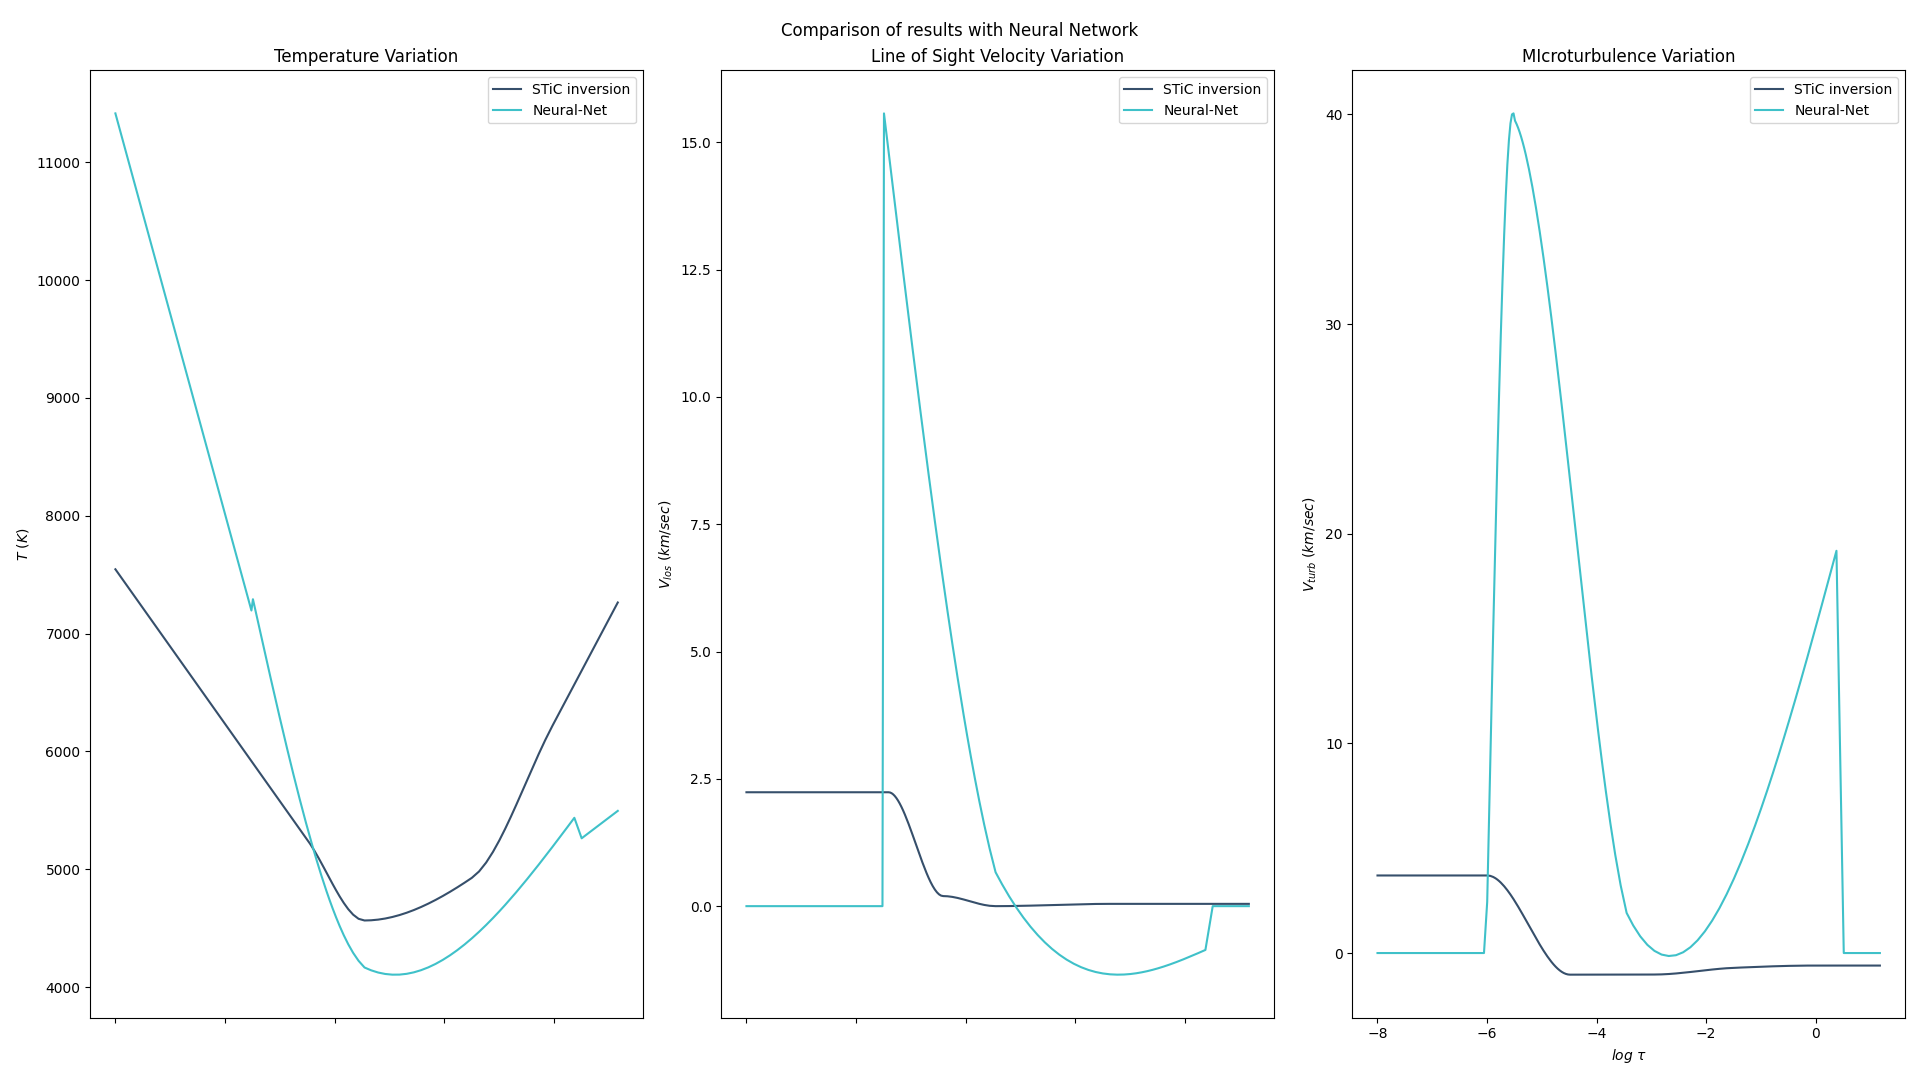 Comparison of results with Neural Network
Temperature Variation
STiC inversion
Neural-Net
11000
10000
9000
8000
7000
6000
5000
4000
T (K)
Line of Sight Velocity Variation
STiC inversion
Neural-Net
15.0
12.5
10.0
7.5
5.0
2.5
0.0
V_los (km/sec)
MIcroturbulence Variation
STiC inversion
Neural-Net
40
30
20
10
0
V_turb (km/sec)
−8 −6 −4 −2 0
log τ